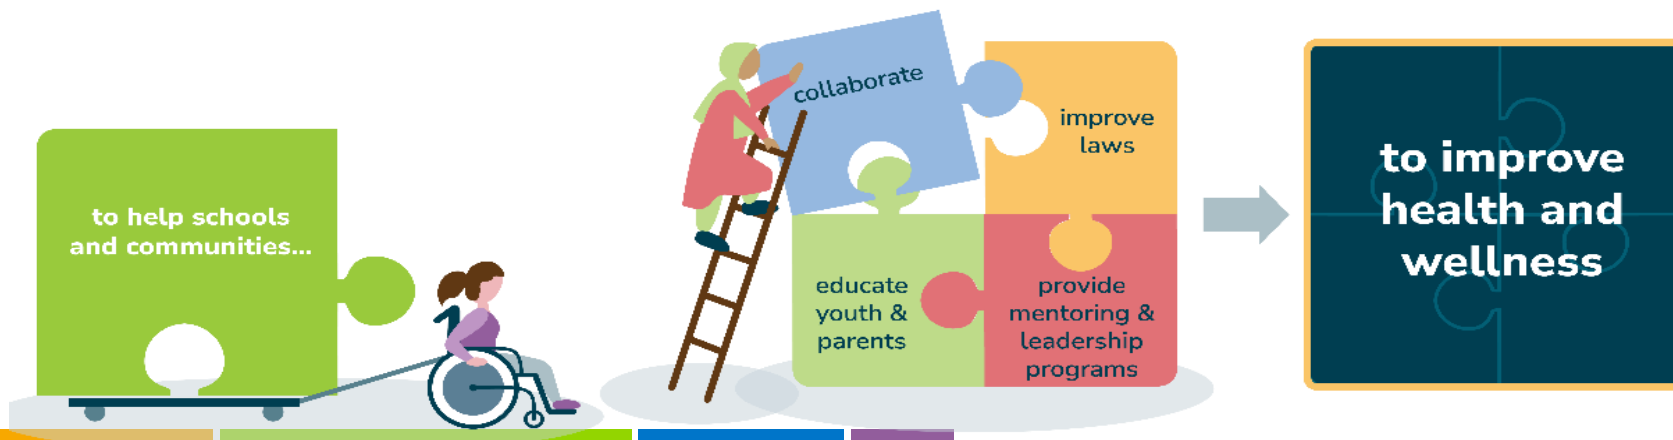 to help schools
and communities...
collaborate
improve
laws
educate
youth &
parents
provide
mentoring &
leadership
programs
to improve
health and
wellness